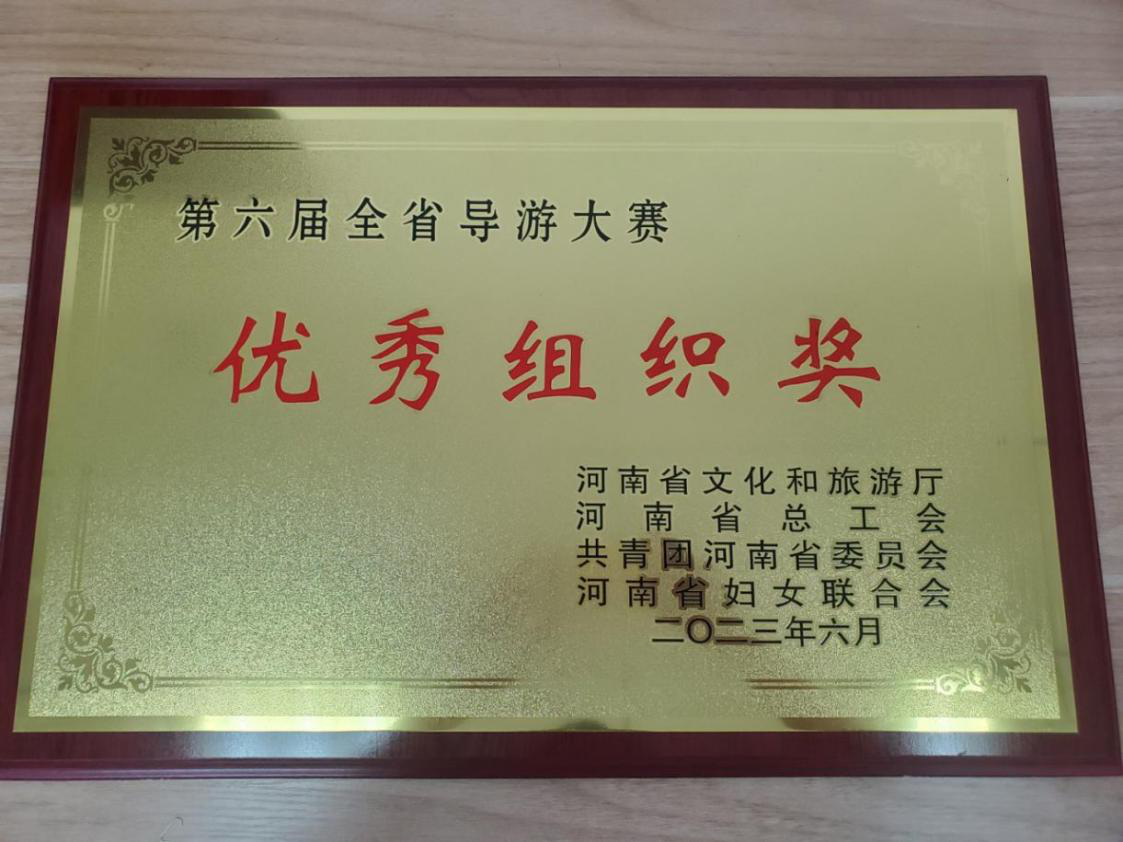 第六届全省导游大赛
优秀组织奖
河南省文化和旅游厅
河南省总工会
共青团河南省委员会
河南省妇女联合会
二〇二三年六月